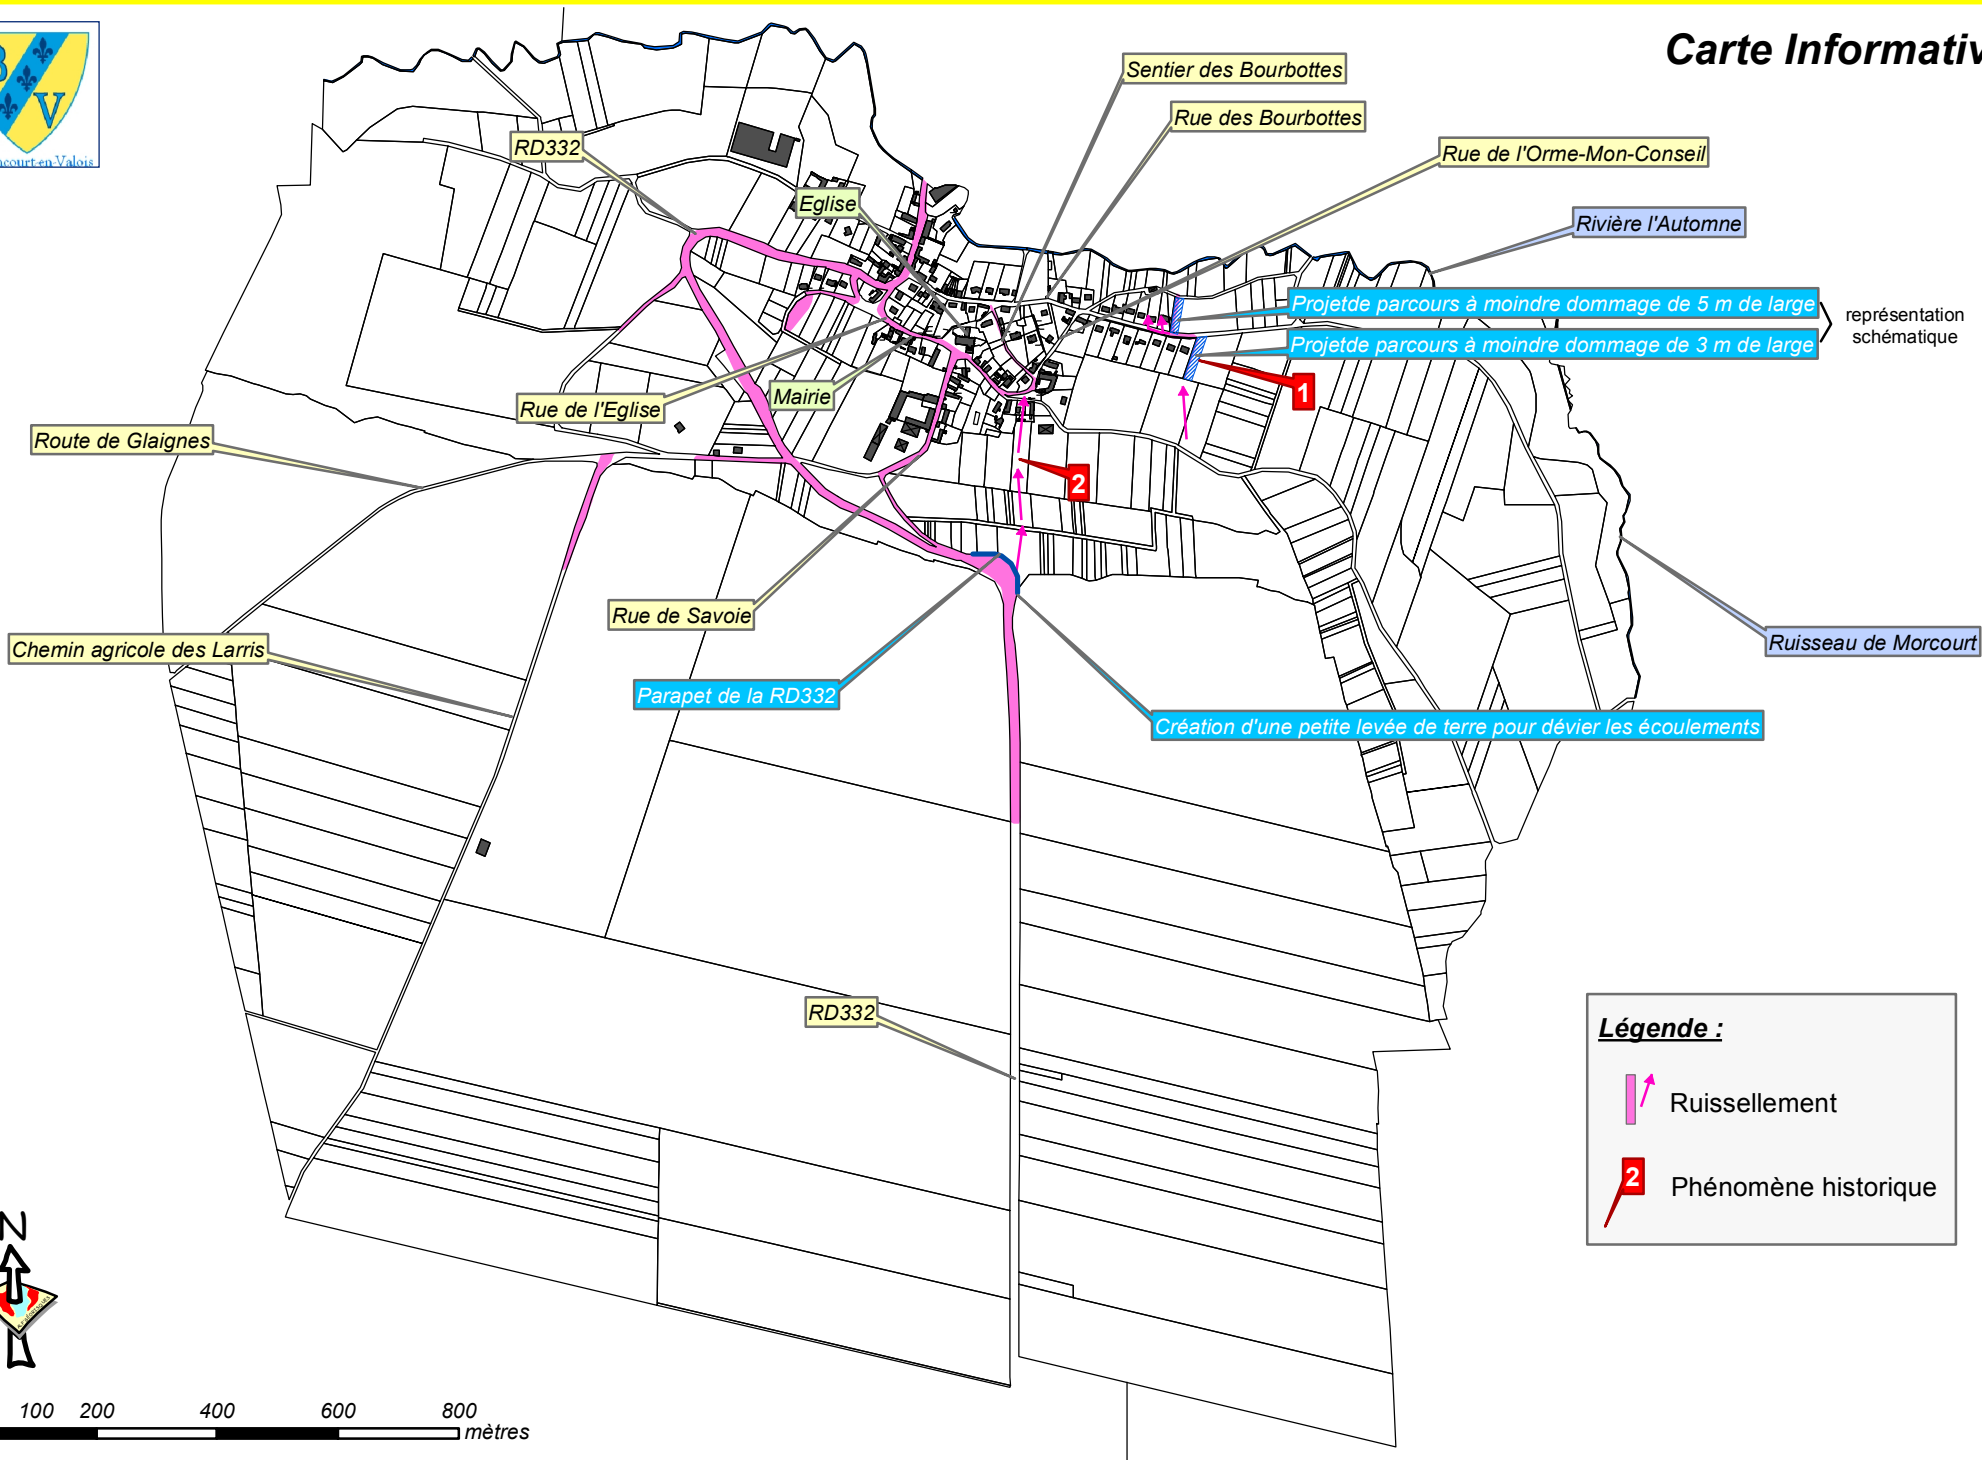 Carte Informativ
B
V
ncourt-en-Valois
Sentier des Bourbottes
Rue des Bourbottes
RD332
Rue de l'Orme-Mon-Conseil
Eglise
Rivière l'Automne
Projetde parcours à moindre dommage de 5 m de large
représentation
schématique
Projetde parcours à moindre dommage de 3 m de large
1
Mairie
Rue de l'Eglise
Route de Glaignes
2
Rue de Savoie
Chemin agricole des Larris
Ruisseau de Morcourt
Parapet de la RD332
Création d'une petite levée de terre pour dévier les écoulements
RD332
Légende :
Ruissellement
2
Phénomène historique
N
100 200 400 600 800
mètres